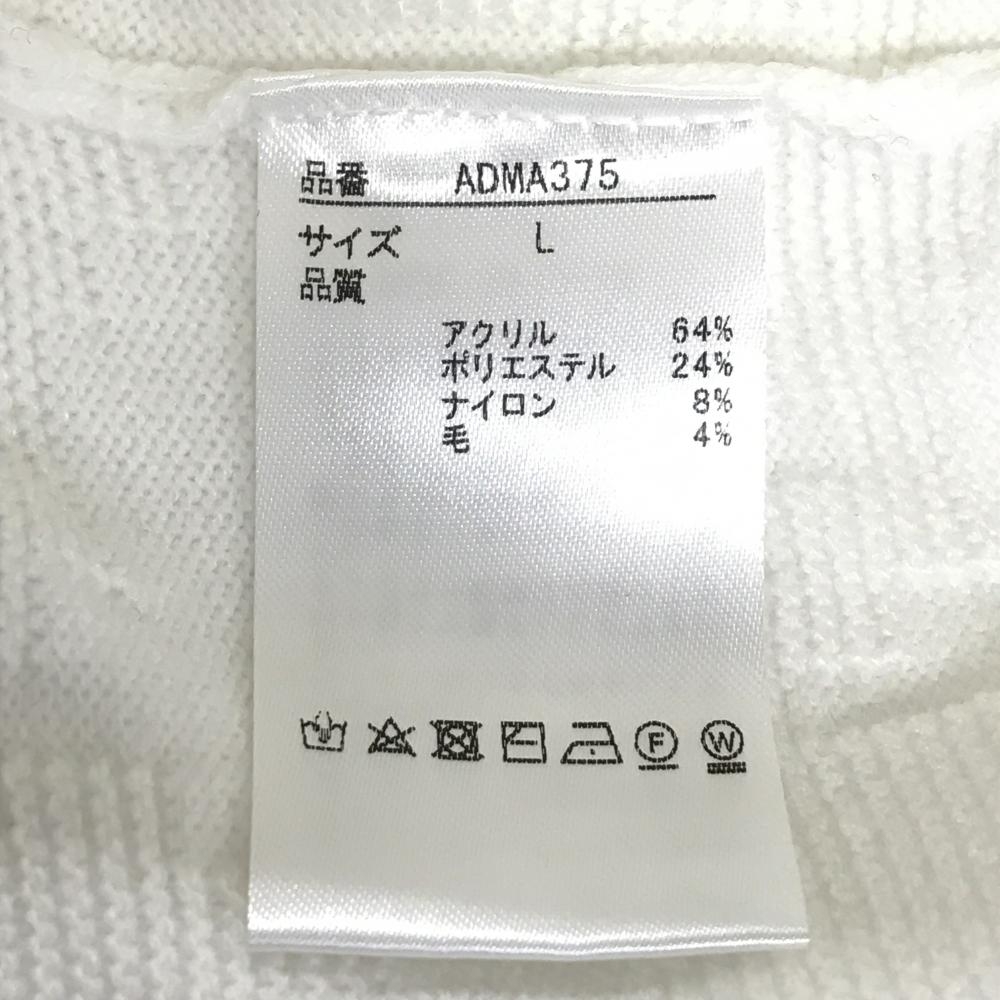 品番 ADMA375
サイズ L
品質
アクリル 64%
ポリエステル 24%
ナイロン 8%
毛 4%
F W